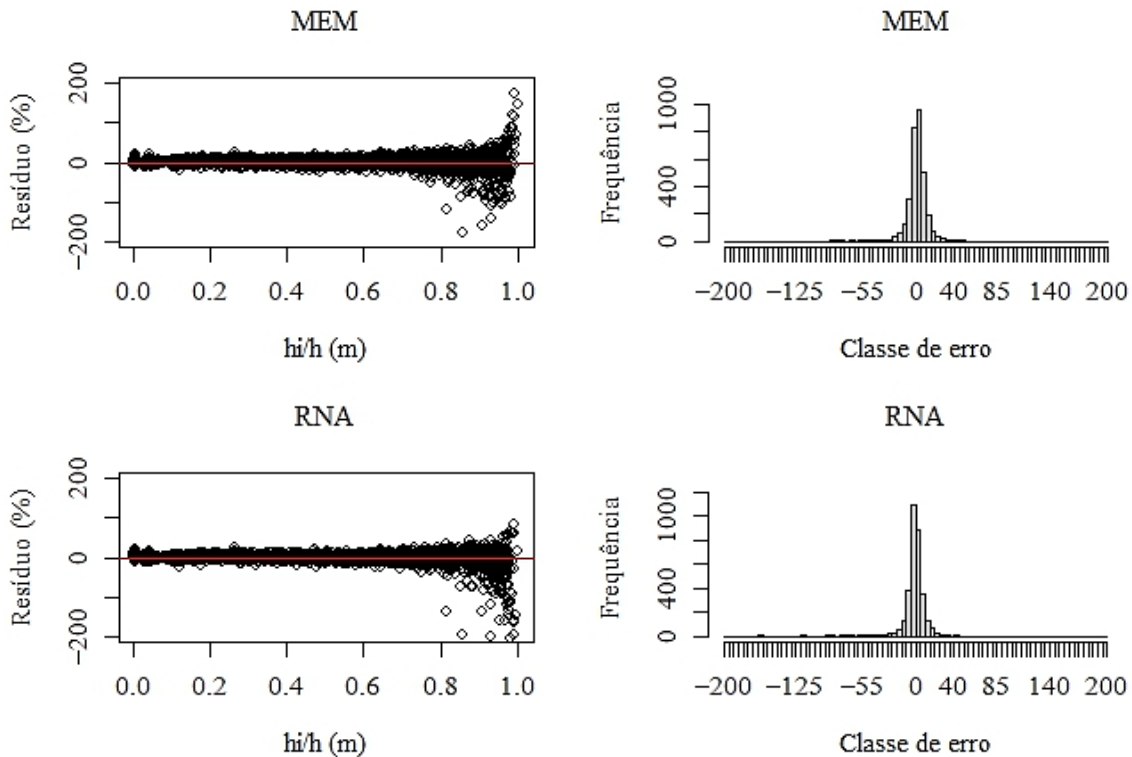 MEM
MEM
Resíduo (%)
200
0
−200
0.0 0.2 0.4 0.6 0.8 1.0
hi/h (m)
Frequência
1000
400
0
−200 −125 −55 0 40 85 140 200
Classe de erro
RNA
RNA
Resíduo (%)
200
0
−200
0.0 0.2 0.4 0.6 0.8 1.0
hi/h (m)
Frequência
1000
400
0
−200 −125 −55 0 40 85 140 200
Classe de erro